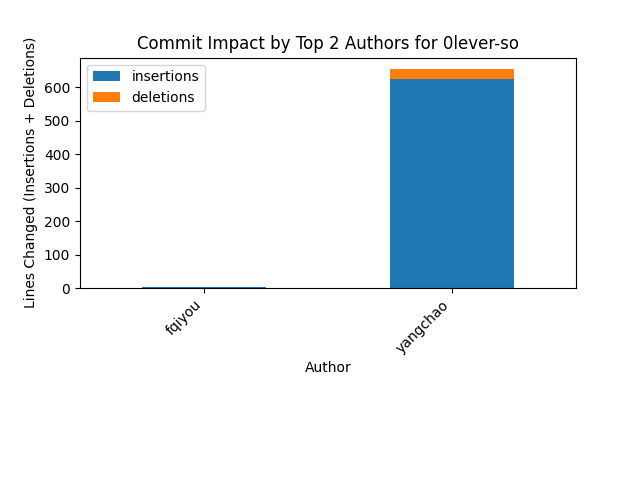 Commit Impact by Top 2 Authors for 0lever-so
Lines Changed (Insertions + Deletions)
600
500
400
300
200
100
0
insertions
deletions
fqiyou
yangchao
Author